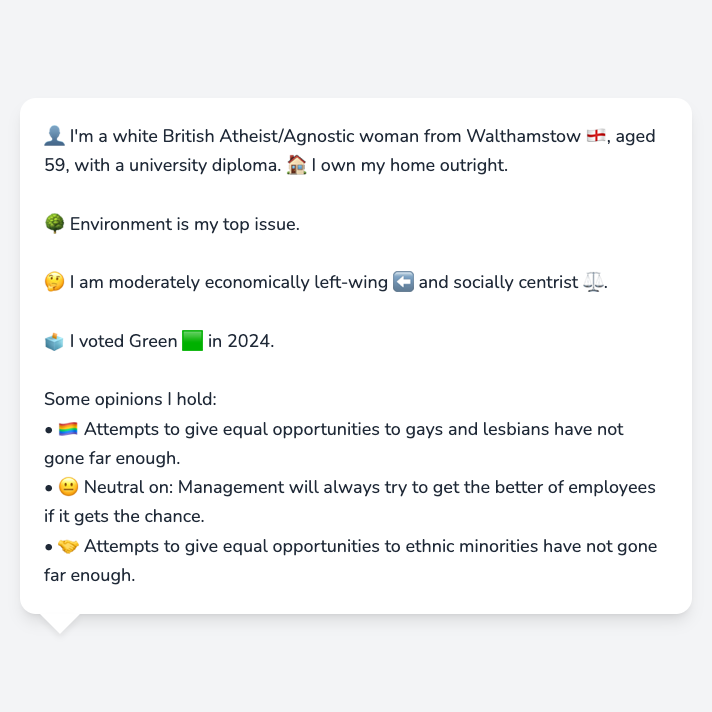 👤 I'm a white British Atheist/Agnostic woman from Walthamstow 🏴󠁧󠁢󠁥󠁮󠁧󠁿, aged
59, with a university diploma. 🏠 I own my home outright.
🌳 Environment is my top issue.
🤔 I am moderately economically left-wing ⬅️ and socially centrist ⚖️.
🗳️ I voted Green 🟩 in 2024.
Some opinions I hold:
• 🏳️‍🌈 Attempts to give equal opportunities to gays and lesbians have not
gone far enough.
• 😐 Neutral on: Management will always try to get the better of employees
if it gets the chance.
• 🤝 Attempts to give equal opportunities to ethnic minorities have not gone
far enough.